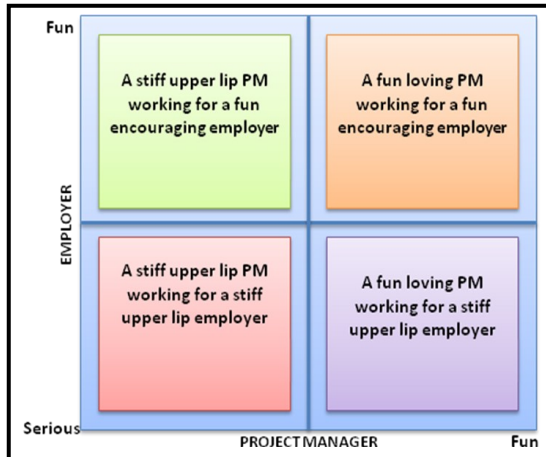 Fun
A stiff upper lip PM
working for a fun
encouraging employer
A fun loving PM
working for a fun
encouraging employer
EMPLOYER
A stiff upper lip PM
working for a stiff
upper lip employer
A fun loving PM
working for a stiff
upper lip employer
Serious
PROJECT MANAGER
Fun